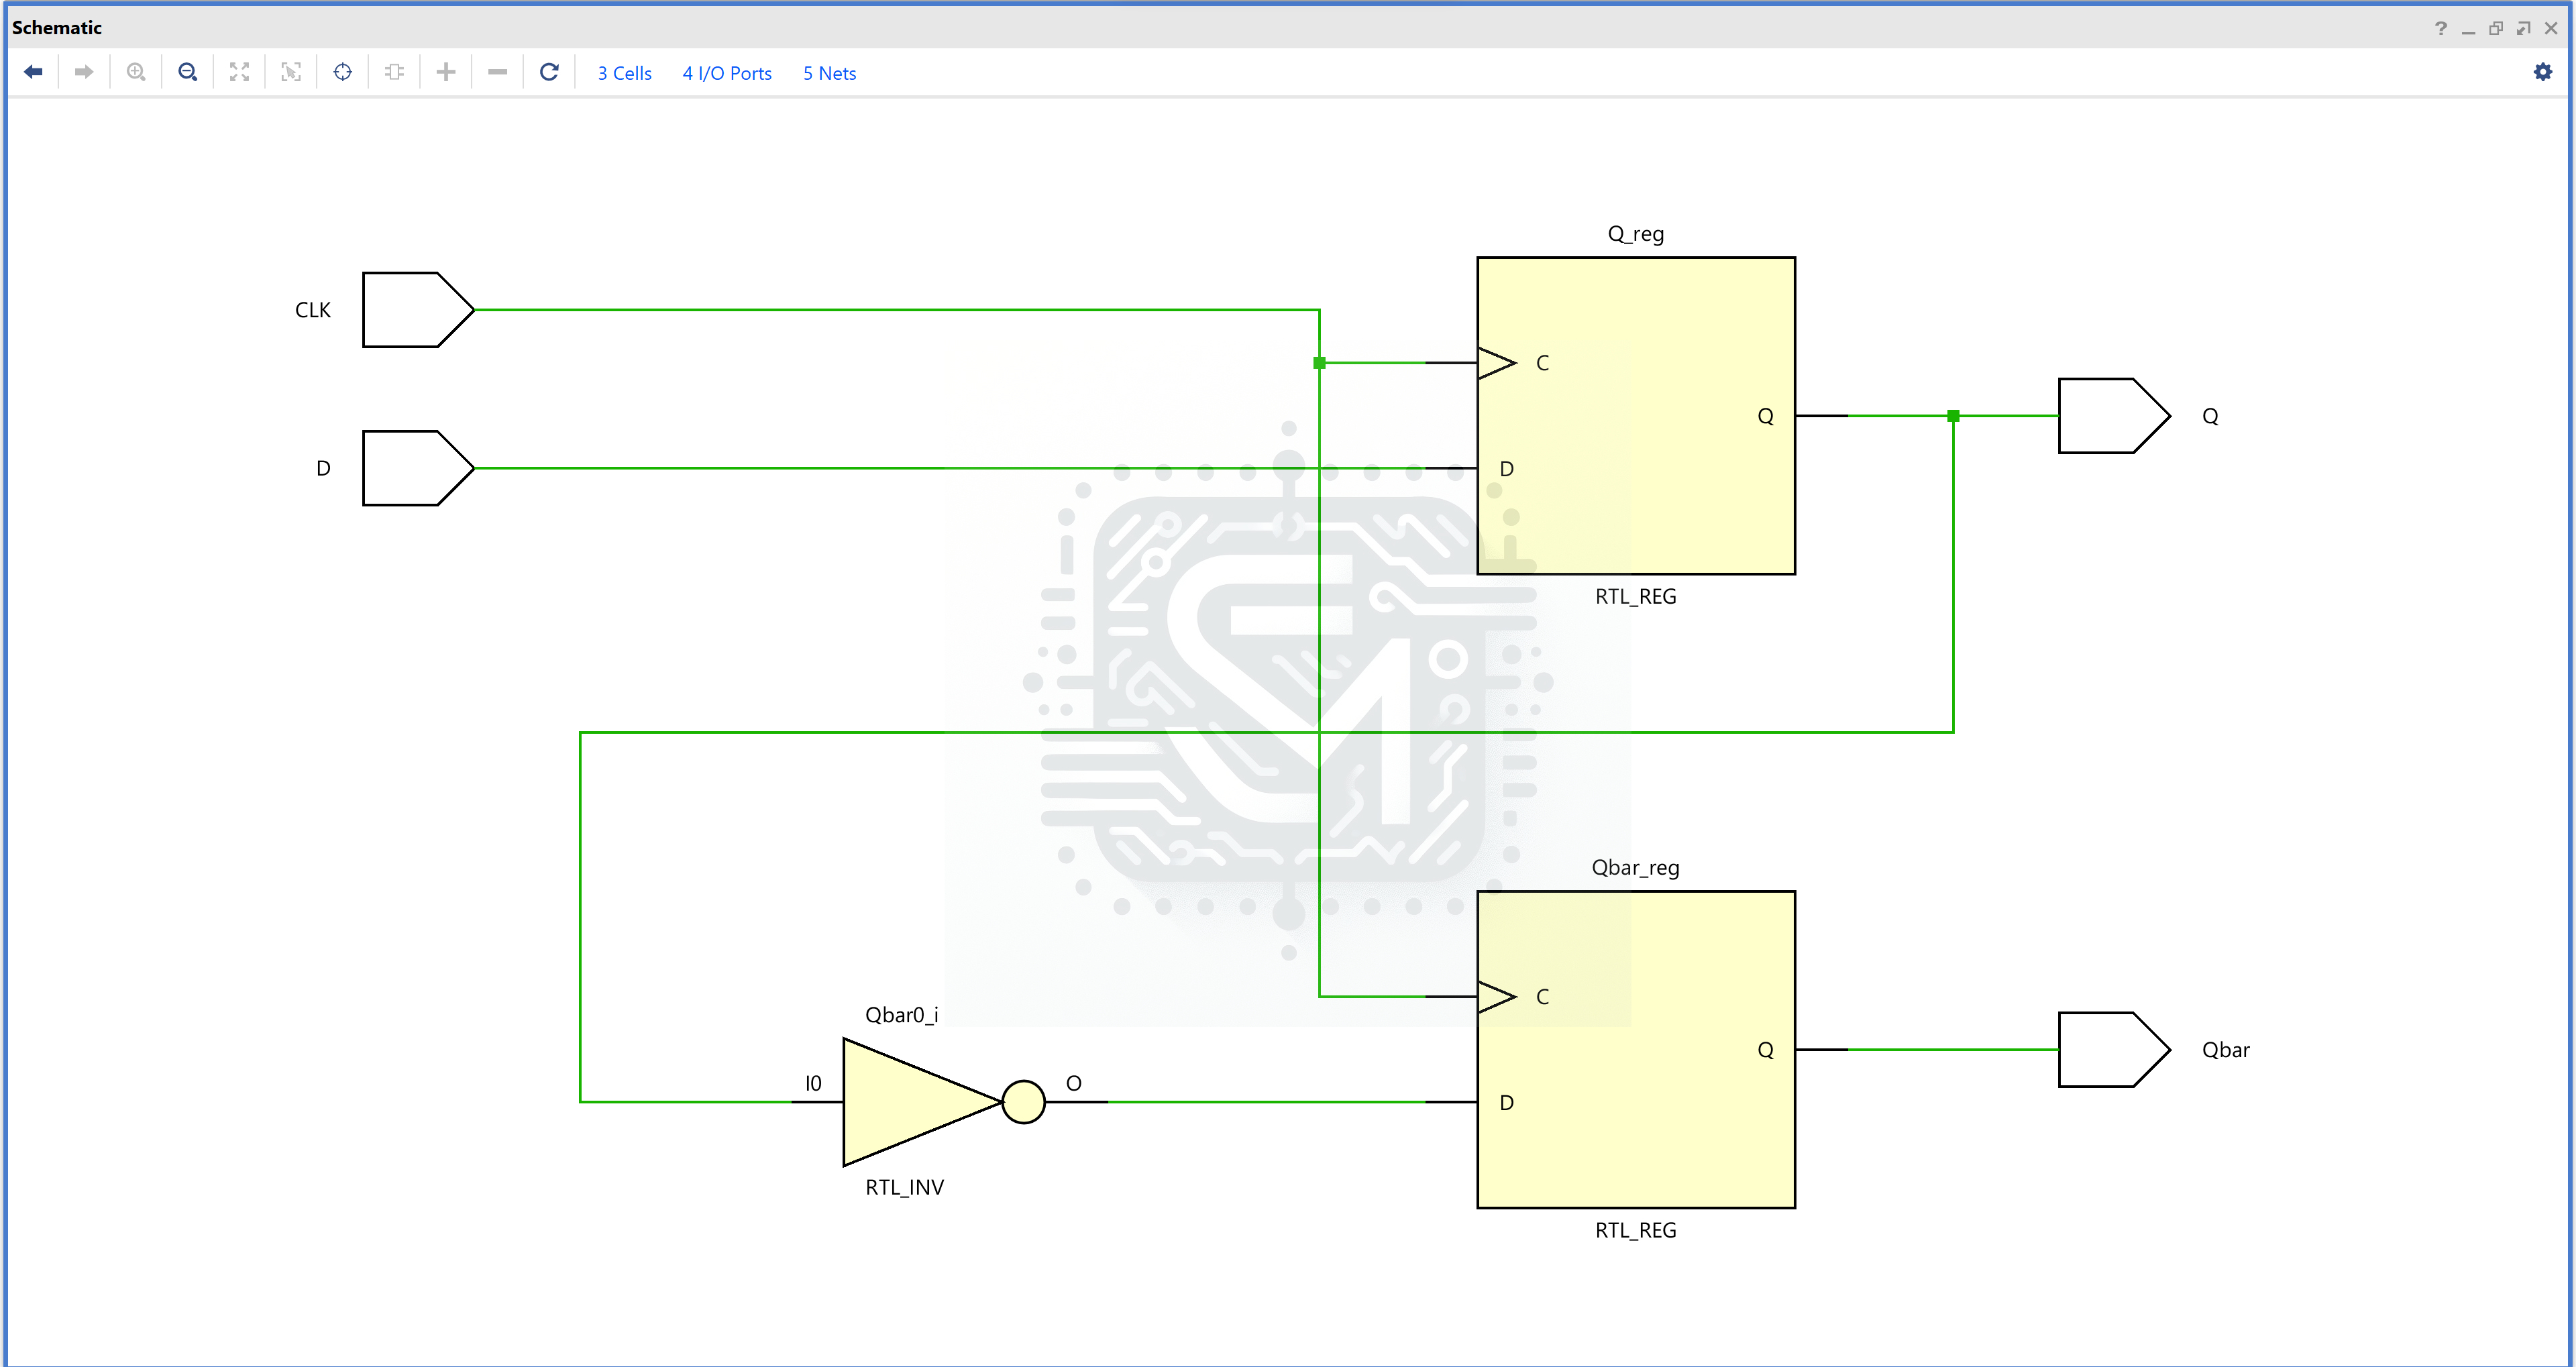 Schematic
3 Cells 4 I/O Ports 5 Nets
Q_reg
CLK
C
Q
Q
D
D
RTL_REG
Qbar_reg
C
Qbar0_i
Q
Qbar
I0
O
D
RTL_INV
RTL_REG